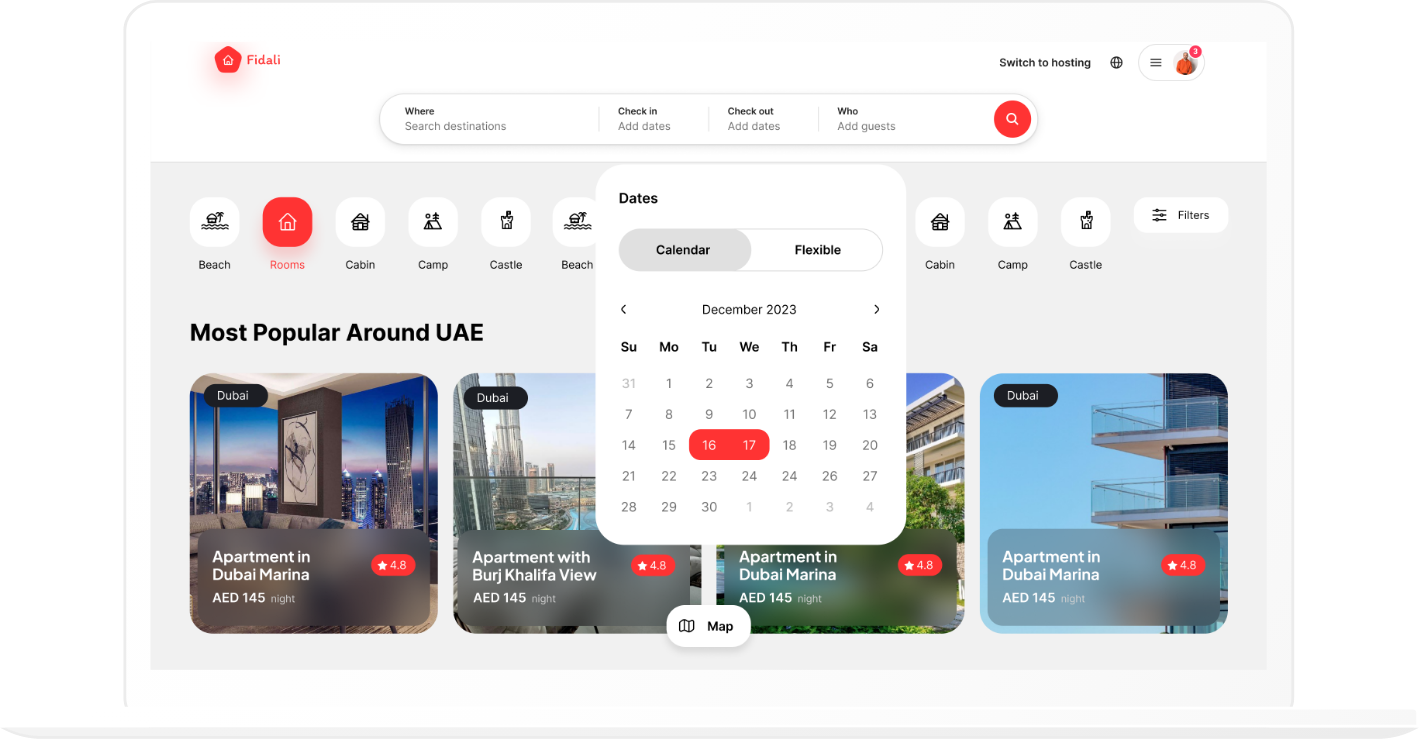 Fidali
Switch to hosting
3
Where
Search destinations
Check in
Add dates
Check out
Add dates
Who
Add guests
Beach
Rooms
Cabin
Camp
Castle
Beach
Cabin
Camp
Castle
Filters
Dates
Calendar Flexible
December 2023
Su Mo Tu We Th Fr Sa
31 1 2 3 4 5 6
7 8 9 10 11 12 13
14 15 16 17 18 19 20
21 22 23 24 24 26 27
28 29 30 1 2 3 4
Most Popular Around UAE
Dubai
Apartment in
Dubai Marina
AED 145 night
4.8
Dubai
Apartment with
Burj Khalifa View
AED 145 night
4.8
Apartment in
Dubai Marina
AED 145 night
4.8
Dubai
Apartment in
Dubai Marina
AED 145 night
4.8
Map